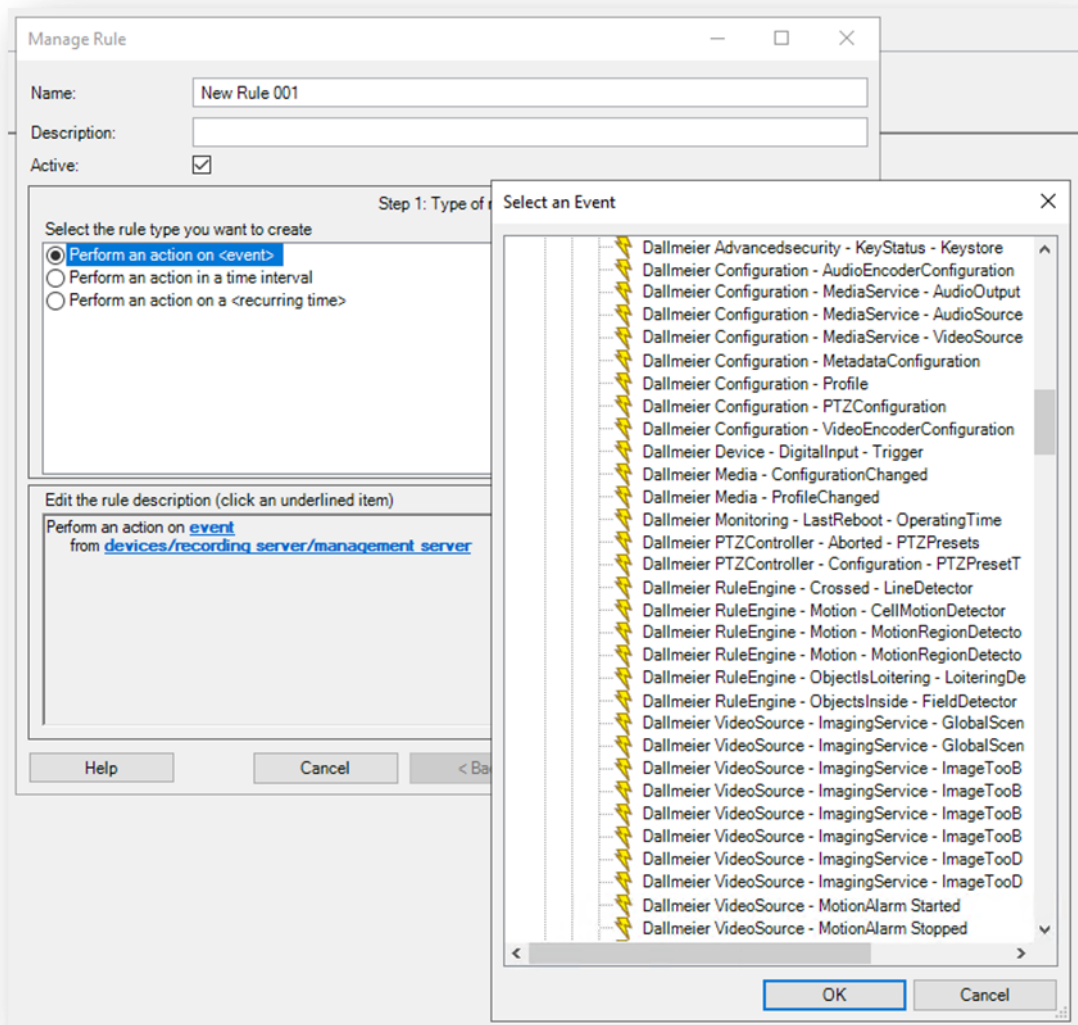 Manage Rule
Name:
New Rule 001
Description:
Active:
Step 1: Type of
Select the rule type you want to create
Perform an action on <event>
Perform an action in a time interval
Perform an action on a <recurring time>
Edit the rule description (click an underlined item)
Perform an action on event
from devices/recording server/management server
Help
Cancel
< Ba
Select an Event
Dallmeier Advancedsecurity - KeyStatus - Keystore
Dallmeier Configuration - AudioEncoderConfiguration
Dallmeier Configuration - MediaService - AudioOutput
Dallmeier Configuration - MediaService - AudioSource
Dallmeier Configuration - MediaService - VideoSource
Dallmeier Configuration - MetadataConfiguration
Dallmeier Configuration - Profile
Dallmeier Configuration - PTZConfiguration
Dallmeier Configuration - VideoEncoderConfiguration
Dallmeier Device - DigitalInput - Trigger
Dallmeier Media - ConfigurationChanged
Dallmeier Media - ProfileChanged
Dallmeier Monitoring - LastReboot - OperatingTime
Dallmeier PTZController - Aborted - PTZPresets
Dallmeier PTZController - Configuration - PTZPresetT
Dallmeier RuleEngine - Crossed - LineDetector
Dallmeier RuleEngine - Motion - CellMotionDetector
Dallmeier RuleEngine - Motion - MotionRegionDetecto
Dallmeier RuleEngine - Motion - MotionRegionDetecto
Dallmeier RuleEngine - ObjectIsLoitering - LoiteringDe
Dallmeier RuleEngine - ObjectsInside - FieldDetector
Dallmeier VideoSource - ImagingService - GlobalScen
Dallmeier VideoSource - ImagingService - GlobalScen
Dallmeier VideoSource - ImagingService - ImageTooB
Dallmeier VideoSource - ImagingService - ImageTooB
Dallmeier VideoSource - ImagingService - ImageTooB
Dallmeier VideoSource - ImagingService - ImageTooB
Dallmeier VideoSource - ImagingService - ImageTooD
Dallmeier VideoSource - ImagingService - ImageTooD
Dallmeier VideoSource - MotionAlarm Started
Dallmeier VideoSource - MotionAlarm Stopped
OK
Cancel